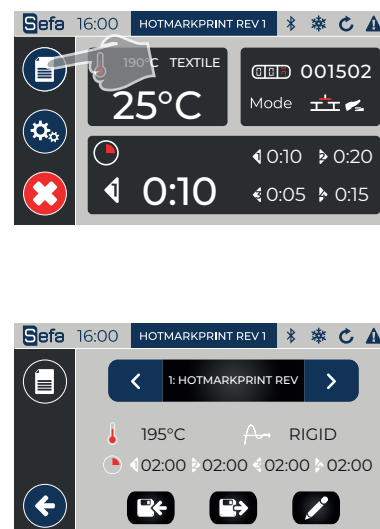 Sefa 16:00 HOTMARKPRINT REV 1
190°C TEXTILE
25°C
001502
Mode
1 0:10
0:10 0:20
0:05 0:15
Sefa 16:00 HOTMARKPRINT REV 1
1: HOTMARKPRINT REV
195°C RIGID
02:00 02:00 02:00 02:00